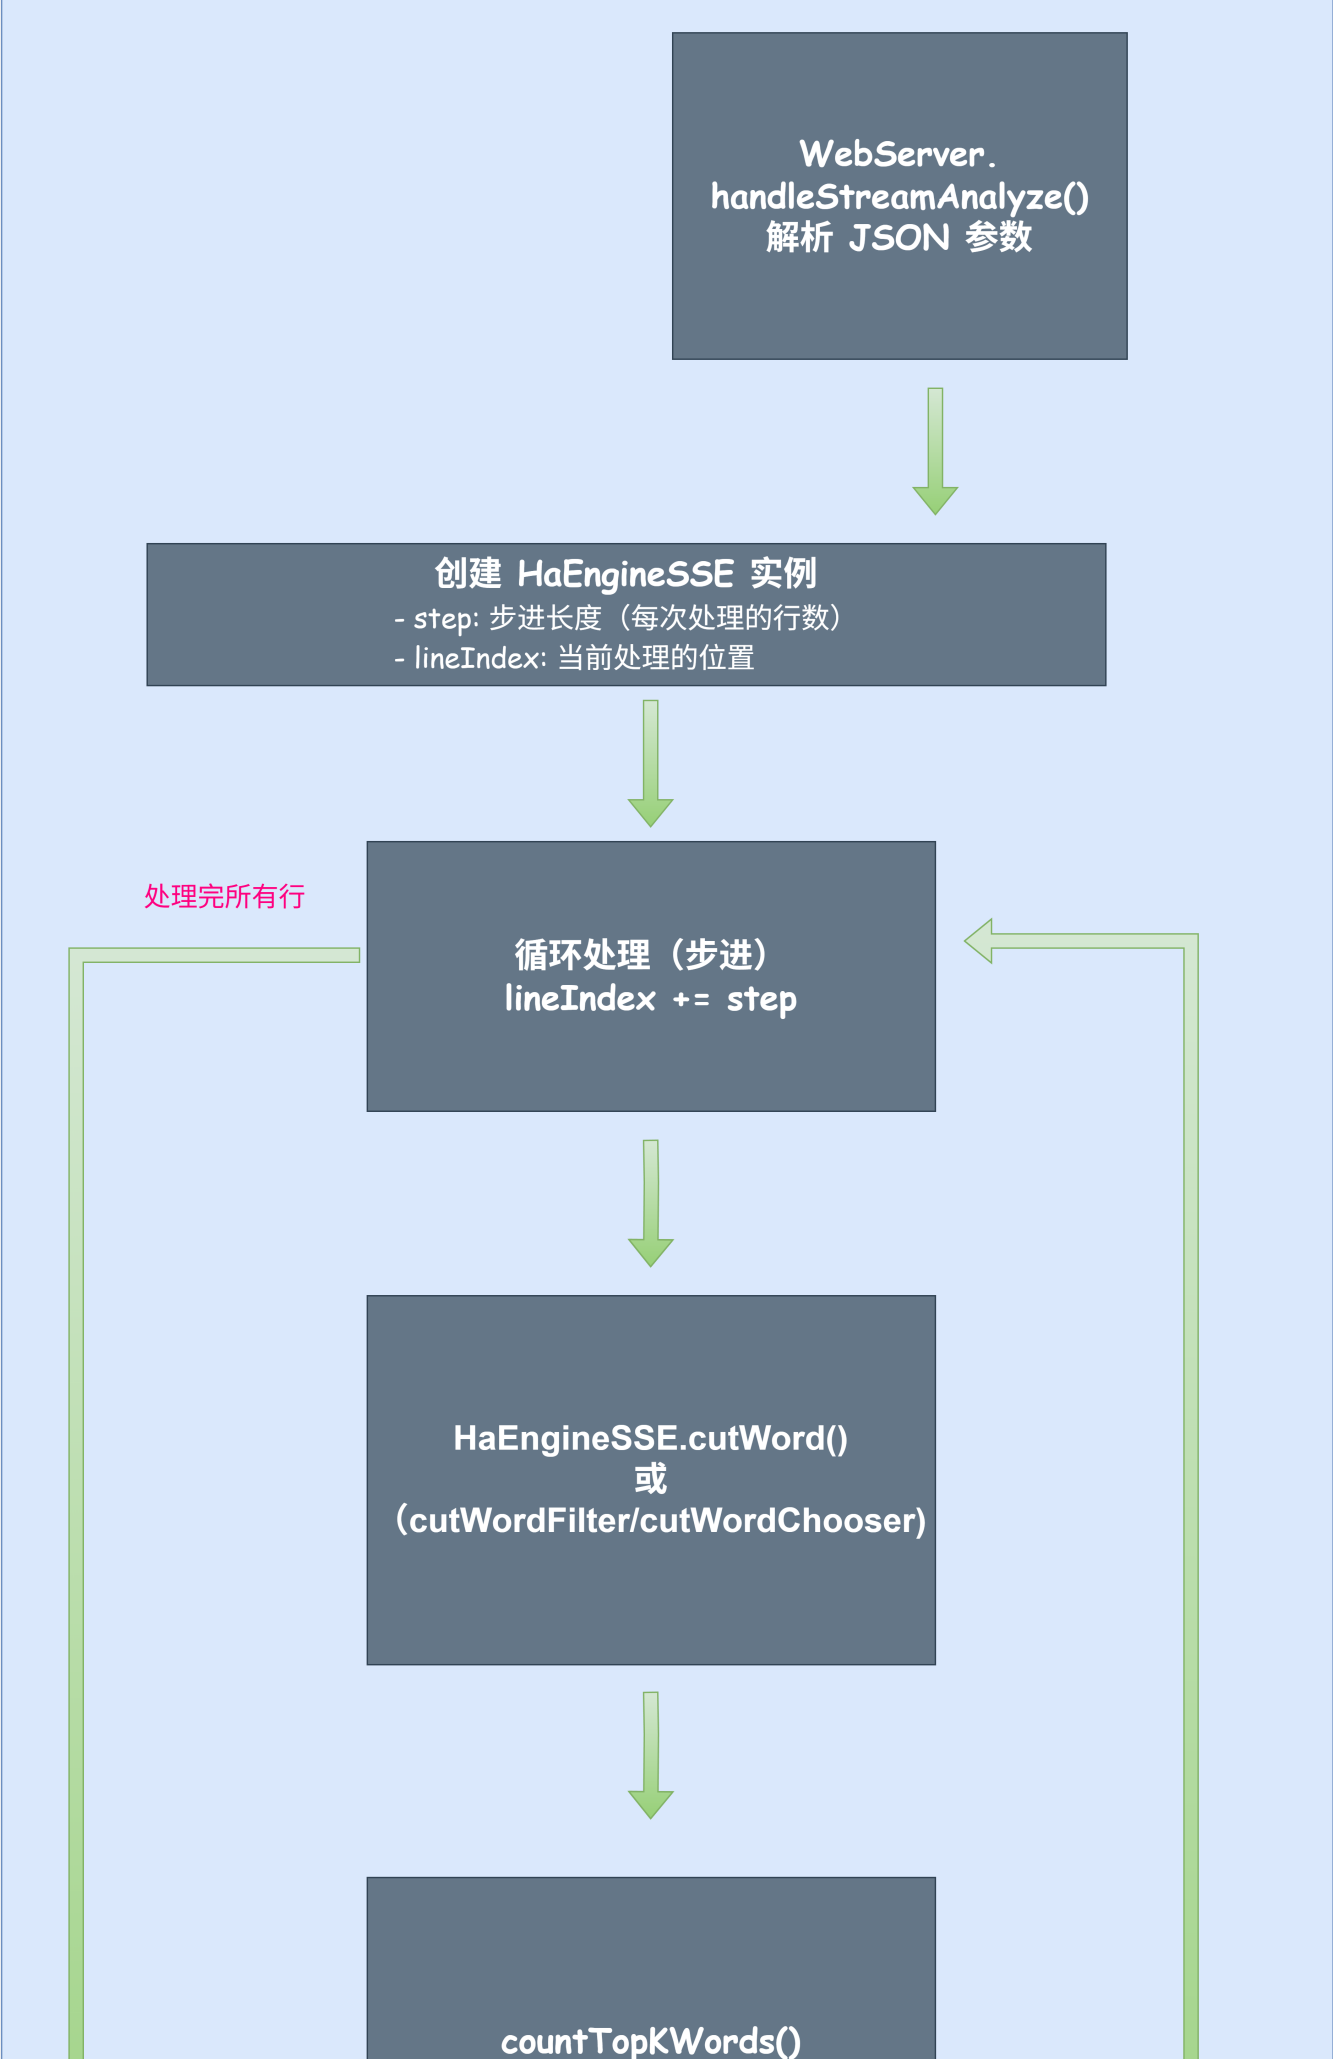 WebServer.
handleStreamAnalyze()
解析 JSON 参数
创建 HaEngineSSE 实例
- step: 步进长度（每次处理的行数）
- lineIndex: 当前处理的位置
处理完所有行
循环处理（步进）
lineIndex += step
HaEngineSSE.cutWord()
或
（cutWordFilter/cutWordChooser)
countTopKWords()